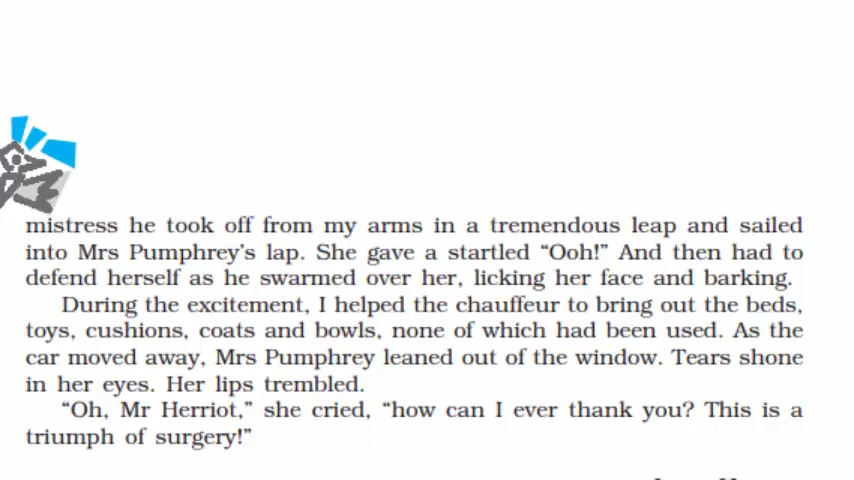 mistress he took off from my arms in a tremendous leap and sailed
into Mrs Pumphrey’s lap. She gave a startled “Ooh!” And then had to
defend herself as he swarmed over her, licking her face and barking.
During the excitement, I helped the chauffeur to bring out the beds,
toys, cushions, coats and bowls, none of which had been used. As the
car moved away, Mrs Pumphrey leaned out of the window. Tears shone
in her eyes. Her lips trembled.
“Oh, Mr Herriot,” she cried, “how can I ever thank you? This is a
triumph of surgery!”